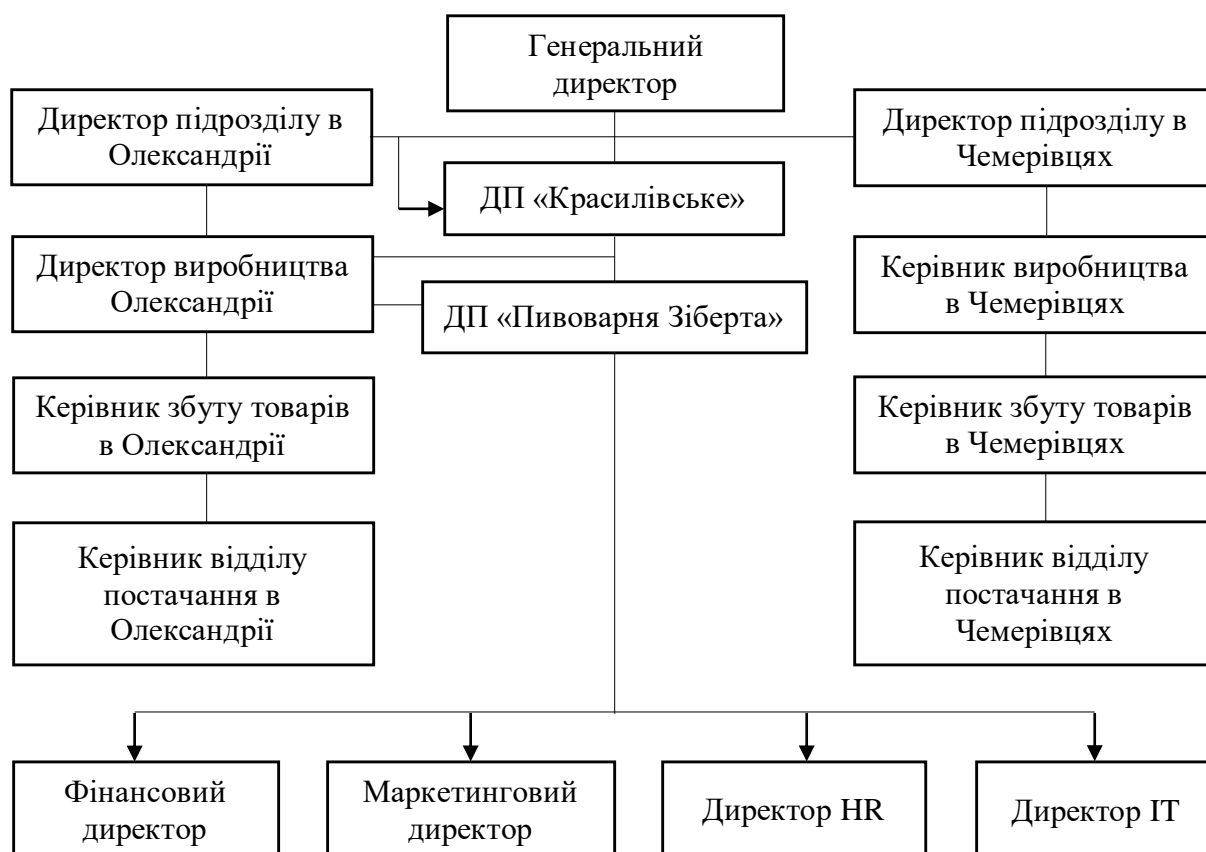 Генеральний
директор
Директор підрозділу в
Олександрії
Директор підрозділу в
Чемерівцях
ДП «Красилівське»
Директор виробництва
Олександрії
Керівник виробництва
в Чемерівцях
ДП «Пивоварня Зіберта»
Керівник збуту товарів
в Олександрії
Керівник збуту товарів
в Чемерівцях
Керівник відділу
постачання в
Олександрії
Керівник відділу
постачання в
Чемерівцях
Фінансовий
директор
Маркетинговий
директор
Директор HR
Директор ІТ